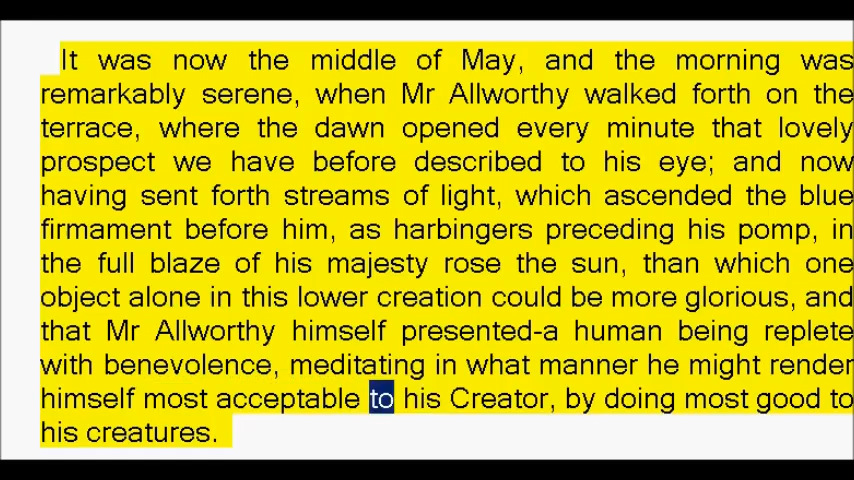 It was now the middle of May, and the morning was
remarkably serene, when Mr Allworthy walked forth on the
terrace, where the dawn opened every minute that lovely
prospect we have before described to his eye; and now
having sent forth streams of light, which ascended the blue
firmament before him, as harbingers preceding his pomp, in
the full blaze of his majesty rose the sun, than which one
object alone in this lower creation could be more glorious, and
that Mr Allworthy himself presented-a human being replete
with benevolence, meditating in what manner he might render
himself most acceptable to his Creator, by doing most good to
his creatures.